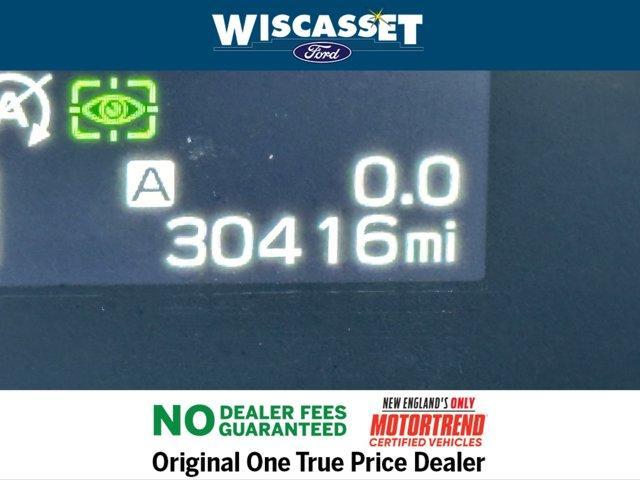 WISCASSET
Ford
A
A 0.0
30416mi
NO DEALER FEES GUARANTEED
NEW ENGLAND'S ONLY
MOTORTREND
CERTIFIED VEHICLES
Original One True Price Dealer